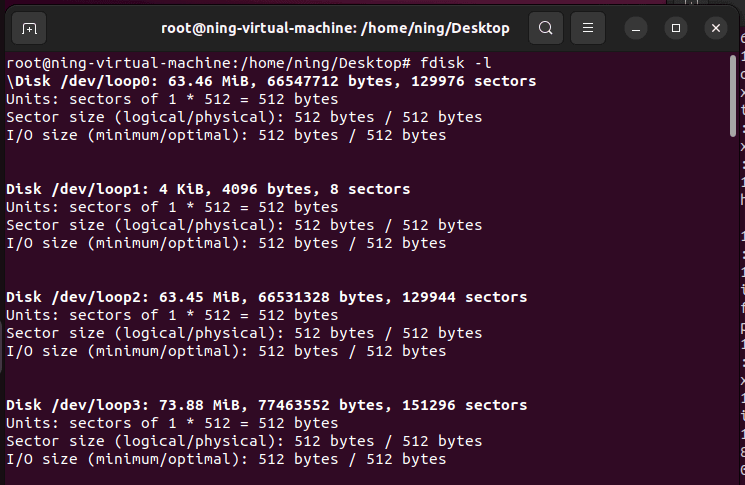 root@ning-virtual-machine: /home/ning/Desktop
root@ning-virtual-machine:/home/ning/Desktop# fdisk -l
\Disk /dev/loop0: 63.46 MiB, 66547712 bytes, 129976 sectors
Units: sectors of 1 * 512 = 512 bytes
Sector size (logical/physical): 512 bytes / 512 bytes
I/O size (minimum/optimal): 512 bytes / 512 bytes
Disk /dev/loop1: 4 KiB, 4096 bytes, 8 sectors
Units: sectors of 1 * 512 = 512 bytes
Sector size (logical/physical): 512 bytes / 512 bytes
I/O size (minimum/optimal): 512 bytes / 512 bytes
Disk /dev/loop2: 63.45 MiB, 66531328 bytes, 129944 sectors
Units: sectors of 1 * 512 = 512 bytes
Sector size (logical/physical): 512 bytes / 512 bytes
I/O size (minimum/optimal): 512 bytes / 512 bytes
Disk /dev/loop3: 73.88 MiB, 77463552 bytes, 151296 sectors
Units: sectors of 1 * 512 = 512 bytes
Sector size (logical/physical): 512 bytes / 512 bytes
I/O size (minimum/optimal): 512 bytes / 512 bytes